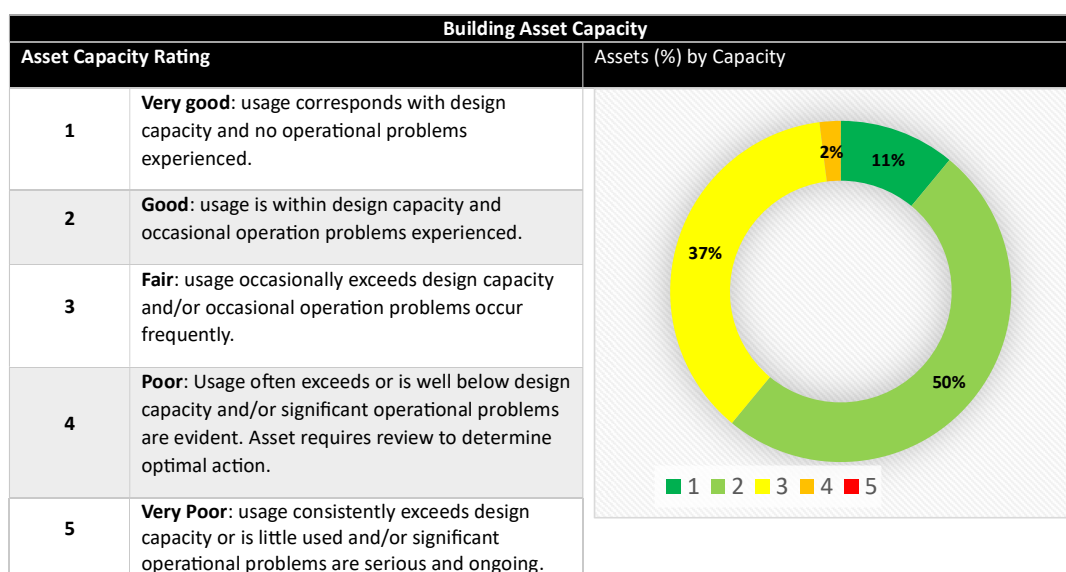 Building Asset Capacity
Asset Capacity Rating
Assets (%) by Capacity
1
Very good: usage corresponds with design
capacity and no operational problems
experienced.
2
Good: usage is within design capacity and
occasional operation problems experienced.
3
Fair: usage occasionally exceeds design capacity
and/or occasional operation problems occur
frequently.
4
Poor: Usage often exceeds or is well below design
capacity and/or significant operational problems
are evident. Asset requires review to determine
optimal action.
5
Very Poor: usage consistently exceeds design
capacity or is little used and/or significant
operational problems are serious and ongoing.
2%
11%
37%
50%
1 2 3 4 5